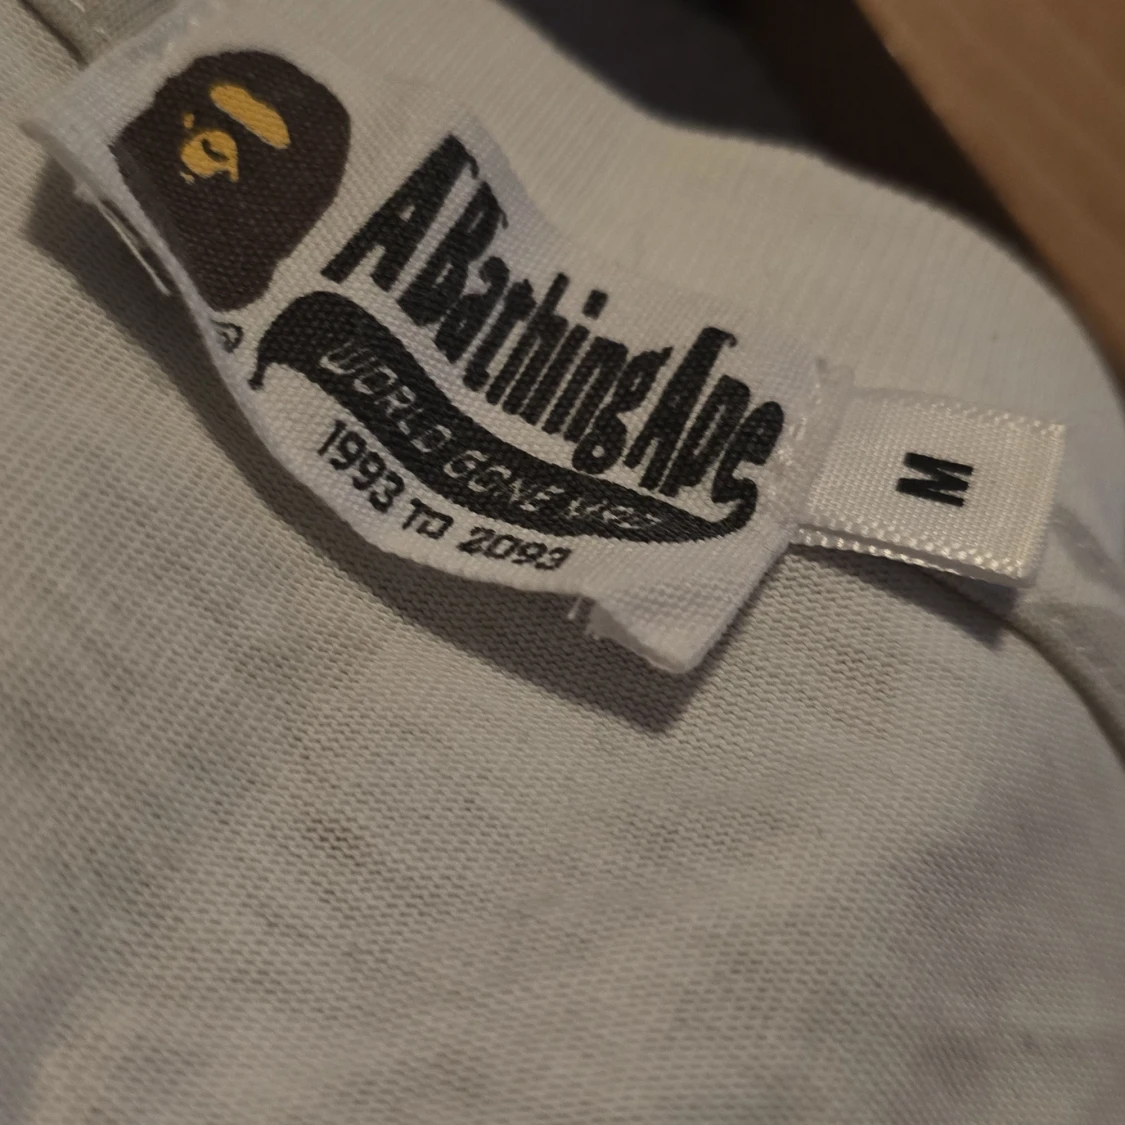 A Bathing Ape
®
WORLD GONE MAD
1993 TO 2093
M